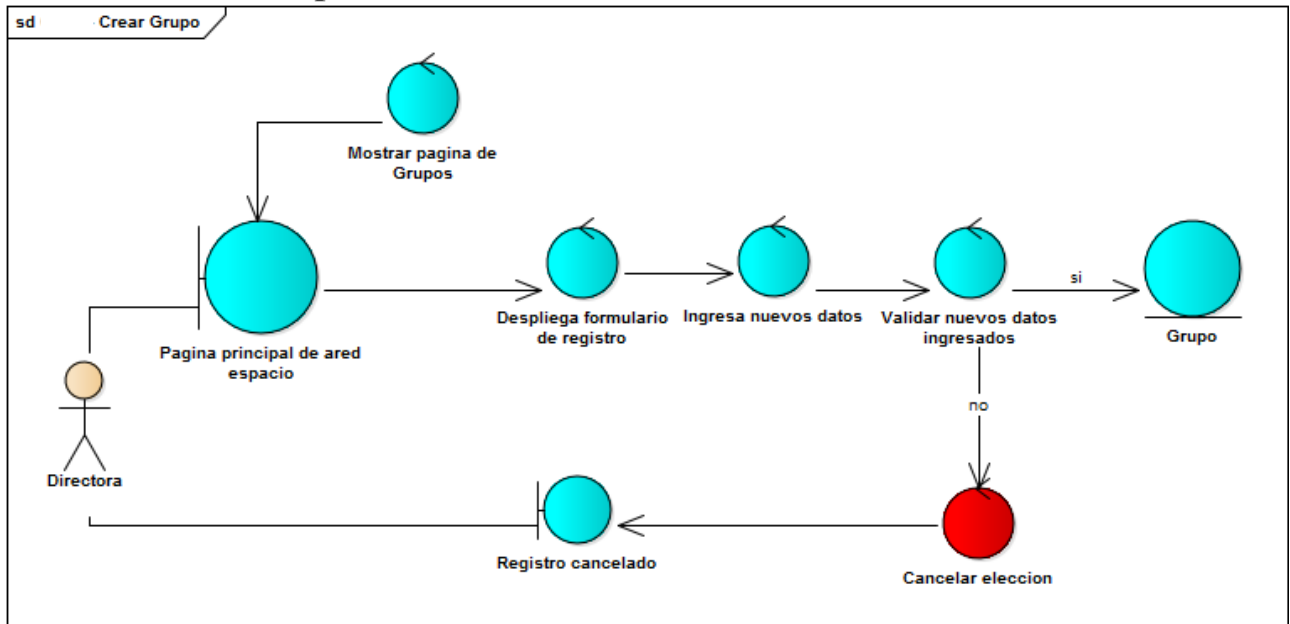 sd Crear Grupo
Mostrar pagina de
Grupos
Pagina principal de ared
espacio
Despliega formulario
de registro
Ingresa nuevos datos
Validar nuevos datos
ingresados
si
Grupo
no
Directora
Registro cancelado
Cancelar eleccion